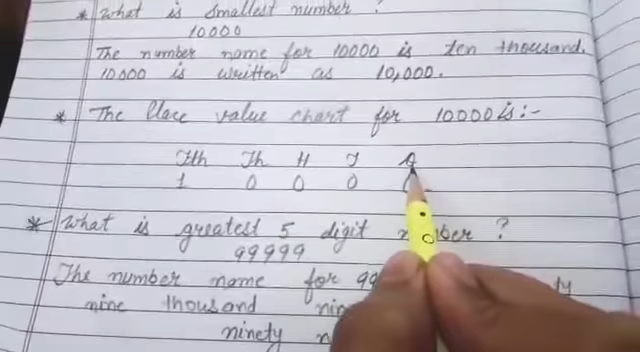 * What is smallest number ?
10000
The number name for 10000 is ten thousand.
10000 is written as 10,000.
* The Place value chart for 10000 is:-
Tth Th H T O
1 0 0 0 0
* What is greatest 5 digit number ?
99999
The number name for 99
nine thousand
ninety